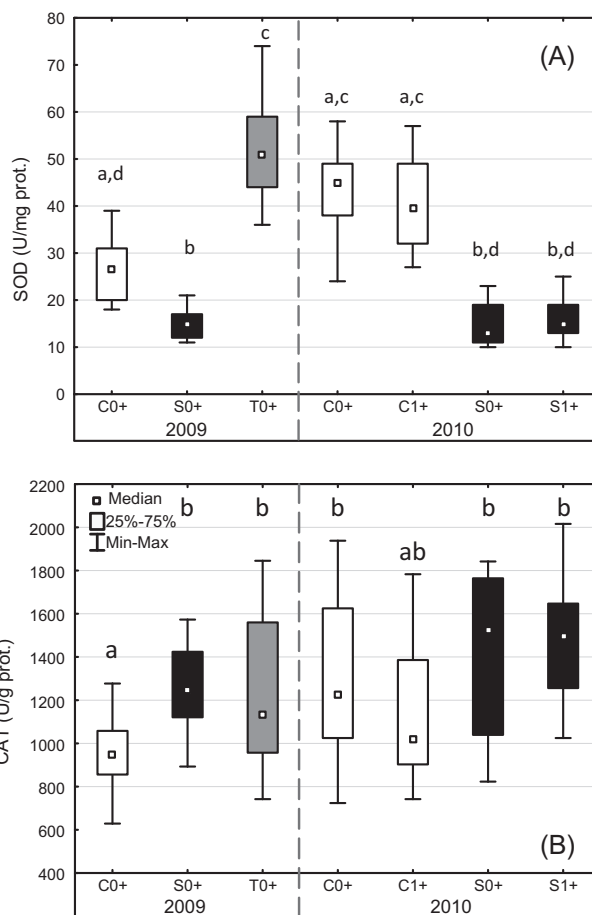 80
70
60
50
40
30
20
10
0
SOD (U/mg prot.)
(A)
a,d
b
c
a,c
a,c
b,d
b,d
C0+ S0+ T0+ C0+ C1+ S0+ S1+
2009 2010
2200
2000
1800
1600
1400
1200
1000
800
600
400
CAT (U/g prot.)
Median
25%-75%
Min-Max
a
b
b
b
ab
b
b
(B)
C0+ S0+ T0+ C0+ C1+ S0+ S1+
2009 2010